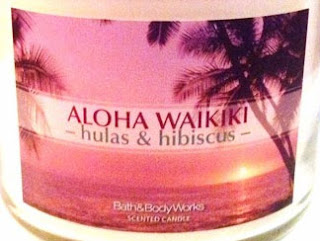 ALOHA WAIKIKI
- hulas & hibiscus -
Bath&BodyWorks
SCENTED CANDLE